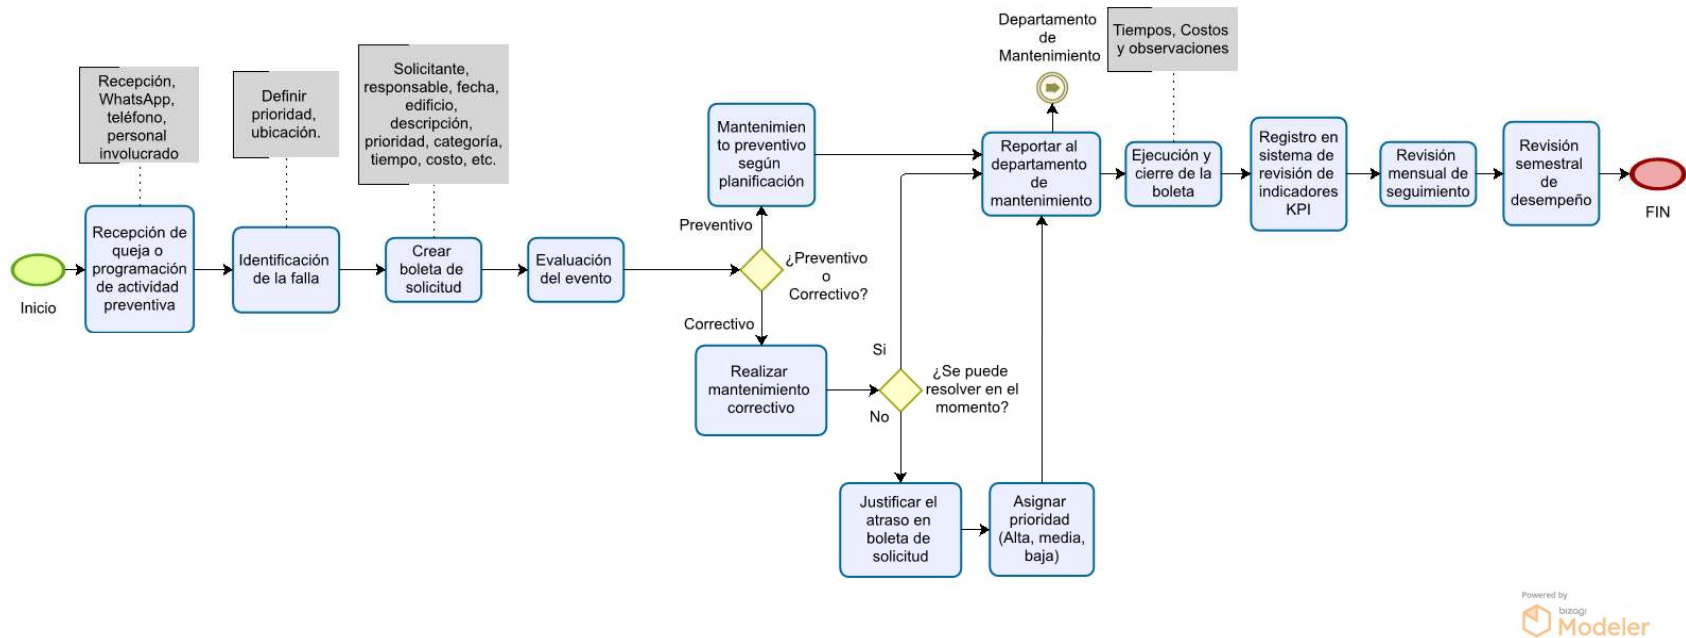 Recepción,
WhatsApp,
teléfono,
personal
involucrado
Definir
prioridad,
ubicación.
Solicitante,
responsable, fecha,
edificio,
descripción,
prioridad, categoría,
tiempo, costo, etc.
Departamento
de
Mantenimiento
Tiempos, Costos
y observaciones
Inicio
Recepción de
queja o
programación
de actividad
preventiva
Identificación
de la falla
Crear
boleta de
solicitud
Evaluación
del evento
¿Preventivo
o
Correctivo?
Preventivo
Mantenimien
to preventivo
según
planificación
Correctivo
Realizar
mantenimiento
correctivo
¿Se puede
resolver en el
momento?
Si
No
Justificar el
atraso en
boleta de
solicitud
Asignar
prioridad
(Alta, media,
baja)
Reportar al
departamento
de
mantenimiento
Ejecución y
cierre de la
boleta
Registro en
sistema de
revisión de
indicadores
KPI
Revisión
mensual de
seguimiento
Revisión
semestral
de
desempeño
FIN
Powered by
bizagi
Modeler